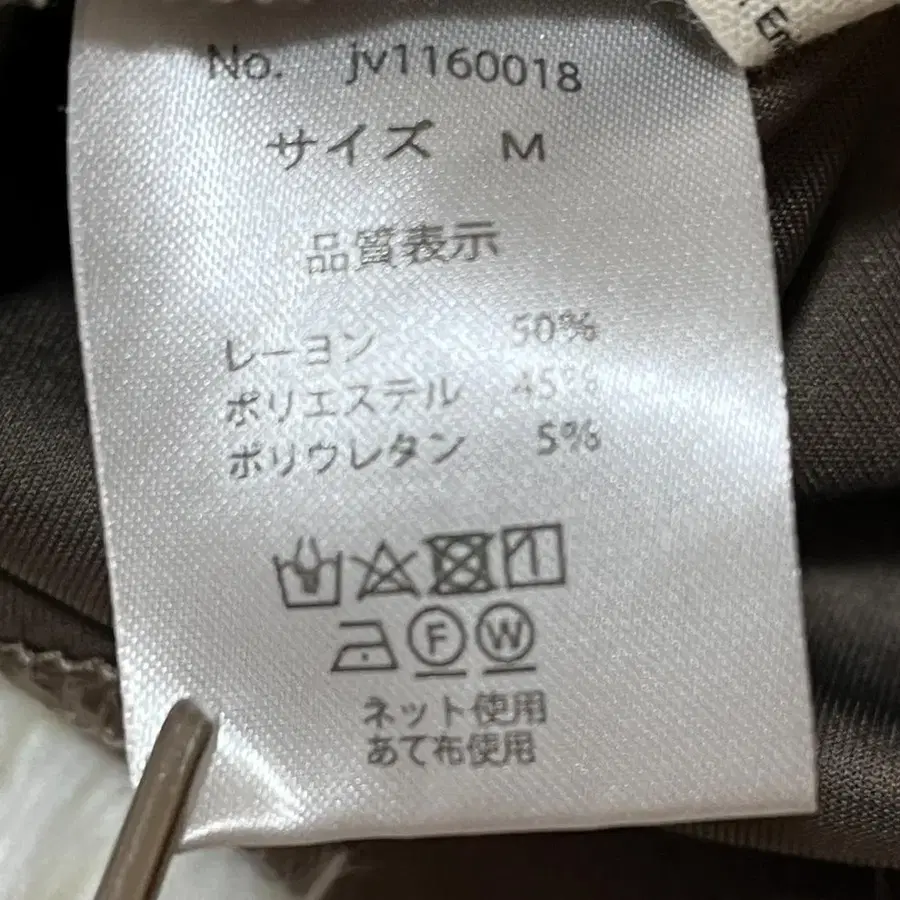 No. jv1160018
サイズ M
品質表示
レーヨン 50%
ポリエステル 45%
ポリウレタン 5%
F W
ネット使用
あて布使用